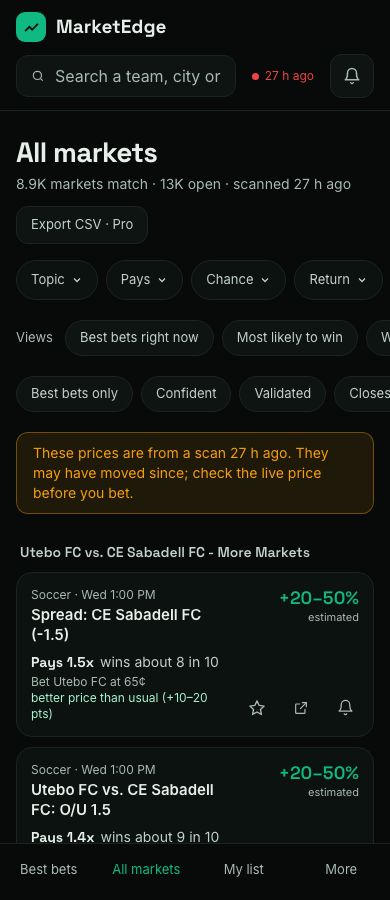 MarketEdge
Search a team, city or
27 h ago
All markets
8.9K markets match · 13K open · scanned 27 h ago
Export CSV · Pro
Topic
Pays
Chance
Return
Views
Best bets right now
Most likely to win
Best bets only
Confident
Validated
Closes
These prices are from a scan 27 h ago. They
may have moved since; check the live price
before you bet.
Utebo FC vs. CE Sabadell FC - More Markets
Soccer · Wed 1:00 PM
+20–50%
estimated
Spread: CE Sabadell FC
(-1.5)
Pays 1.5x wins about 8 in 10
Bet Utebo FC at 65¢
better price than usual (+10–20
pts)
Soccer · Wed 1:00 PM
+20–50%
estimated
Utebo FC vs. CE Sabadell
FC: O/U 1.5
Pays 1.4x wins about 9 in 10
Best bets
All markets
My list
More